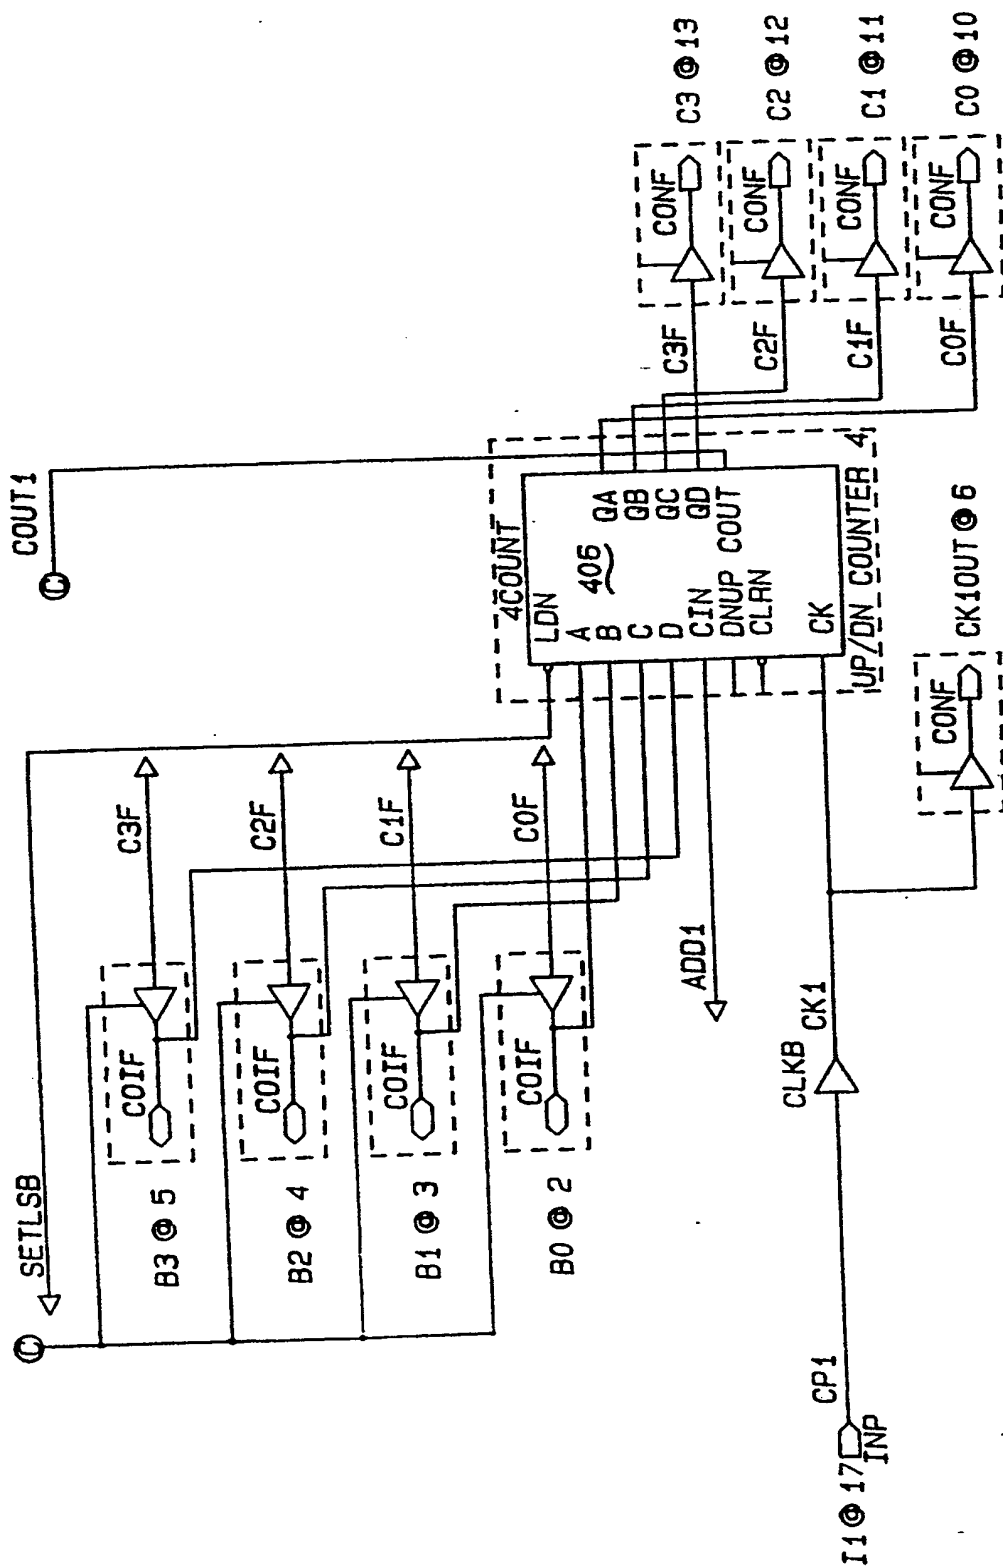 C
COUT1
SETLSB
C
B3 @ 5
COIF
C3F
B2 @ 4
COIF
C2F
B1 @ 3
COIF
C1F
B0 @ 2
COIF
C0F
ADD1
I1 @ 17
INP
CP1
CLKB
CK1
4COUNT
LDN
A
B
C
D
CIN
DNUP
CLRN
CK
406
QA
QB
QC
QD
COUT
UP/DN COUNTER 4
C3F
CONF
C3 @ 13
C2F
CONF
C2 @ 12
C1F
CONF
C1 @ 11
C0F
CONF
C0 @ 10
CONF
CK1OUT @ 6